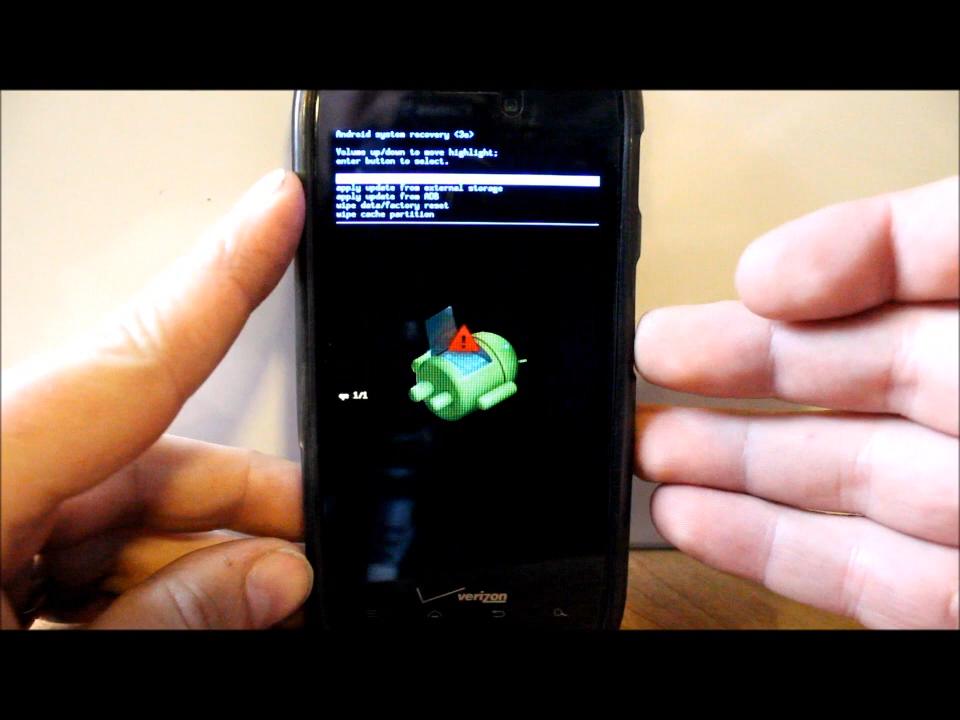 Android system recovery <3e>
Volume up/down to move highlight;
enter button to select.
apply update from external storage
apply update from ADB
wipe data/factory reset
wipe cache partition
verizon